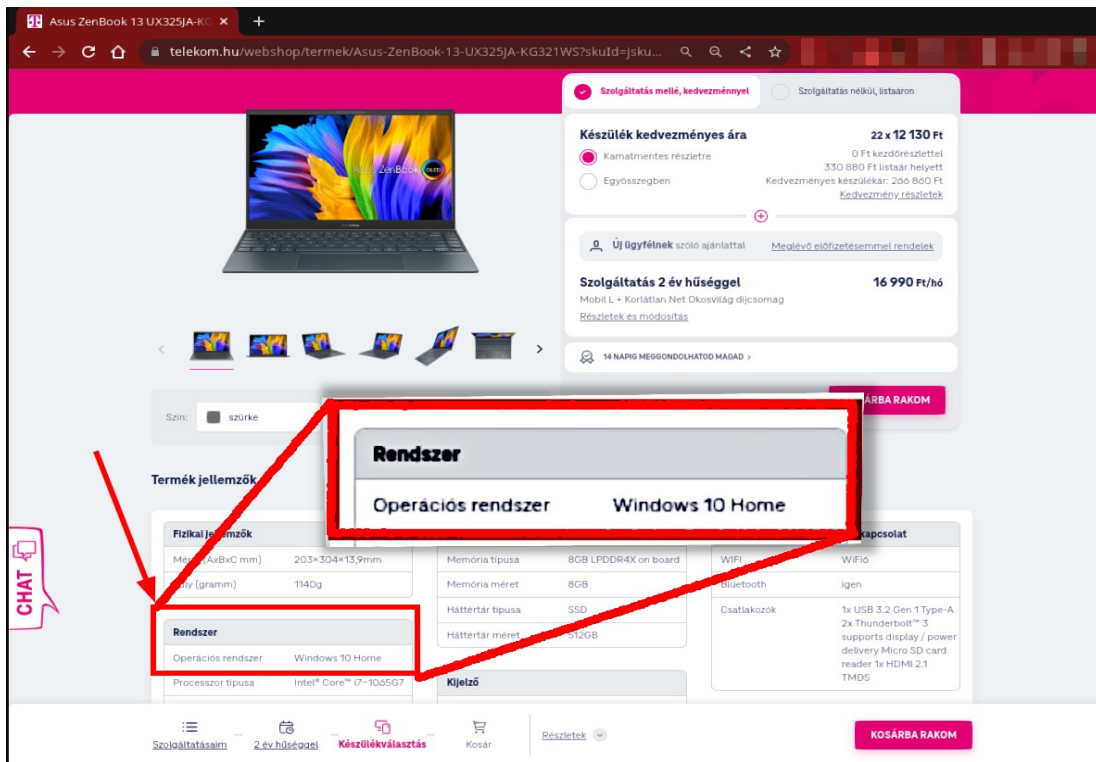 Asus ZenBook 13 UX325JA-KG
telekom.hu/webshop/termek/Asus-ZenBook-13-UX325JA-KG321WS?skuId=jsku...
Szolgáltatás mellé, kedvezménnyel
Szolgáltatás nélkül, listaáron
Asus ZenBook
OLED
Készülék kedvezményes ára
22 x 12 130 Ft
Kamatmentes részletre
0 Ft kezdőrészlettel
330 880 Ft listaár helyett
Egyösszegben
Kedvezményes készülékár: 266 860 Ft
Kedvezmény részletek
Új ügyfélnek szóló ajánlattal
Meglévő előfizetésemmel rendelek
Szolgáltatás 2 év hűséggel
16 990 Ft/hó
Mobil L + Korlátlan Net Okosvilág díjcsomag
Részletek és módosítás
14 NAPIG MEGGONDOLHATOD MAGAD >
Szín:
szürke
ÁRBA RAKOM
Rendszer
Operációs rendszer Windows 10 Home
Termék jellemzők
Fizikai jellemzők
(AxBxC mm) 203×304×13,9mm
(gramm) 1140g
Rendszer
Operációs rendszer Windows 10 Home
Processzor típusa Intel® Core™ i7-1065G7
Memória típusa 8GB LPDDR4X on board
Memória méret 8GB
Háttértár típusa SSD
Háttértár méret 512GB
Kijelző
kapcsolat
WIFI WiFi6
Bluetooth igen
Csatlakozók 1x USB 3.2 Gen 1 Type-A
2x Thunderbolt™ 3
supports display / power
delivery Micro SD card
reader 1x HDMI 2.1
TMDS
CHAT
Szolgáltatásaim
2 év hűséggel
Készülékválasztás
Kosár
Részletek
KOSÁRBA RAKOM